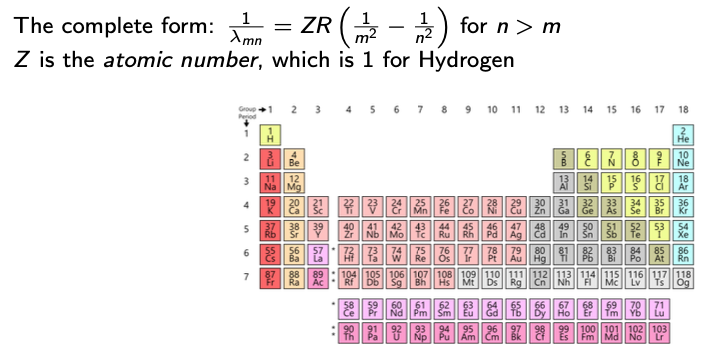 The complete form: 1/λmn = ZR (1/m² − 1/n²) for n > m
Z is the atomic number, which is 1 for Hydrogen
Group → 1 2 3 4 5 6 7 8 9 10 11 12 13 14 15 16 17 18
Period
1 1 H 2 He
2 3 Li 4 Be 5 B 6 C 7 N 8 O 9 F 10 Ne
3 11 Na 12 Mg 13 Al 14 Si 15 P 16 S 17 Cl 18 Ar
4 19 K 20 Ca 21 Sc 22 Ti 23 V 24 Cr 25 Mn 26 Fe 27 Co 28 Ni 29 Cu 30 Zn 31 Ga 32 Ge 33 As 34 Se 35 Br 36 Kr
5 37 Rb 38 Sr 39 Y 40 Zr 41 Nb 42 Mo 43 Tc 44 Ru 45 Rh 46 Pd 47 Ag 48 Cd 49 In 50 Sn 51 Sb 52 Te 53 I 54 Xe
6 55 Cs 56 Ba 57 La * 72 Hf 73 Ta 74 W 75 Re 76 Os 77 Ir 78 Pt 79 Au 80 Hg 81 Tl 82 Pb 83 Bi 84 Po 85 At 86 Rn
7 87 Fr 88 Ra 89 Ac * * 104 Rf 105 Db 106 Sg 107 Bh 108 Hs 109 Mt 110 Ds 111 Rg 112 Cn 113 Nh 114 Fl 115 Mc 116 Lv 117 Ts 118 Og
* 58 Ce 59 Pr 60 Nd 61 Pm 62 Sm 63 Eu 64 Gd 65 Tb 66 Dy 67 Ho 68 Er 69 Tm 70 Yb 71 Lu
* * 90 Th 91 Pa 92 U 93 Np 94 Pu 95 Am 96 Cm 97 Bk 98 Cf 99 Es 100 Fm 101 Md 102 No 103 Lr